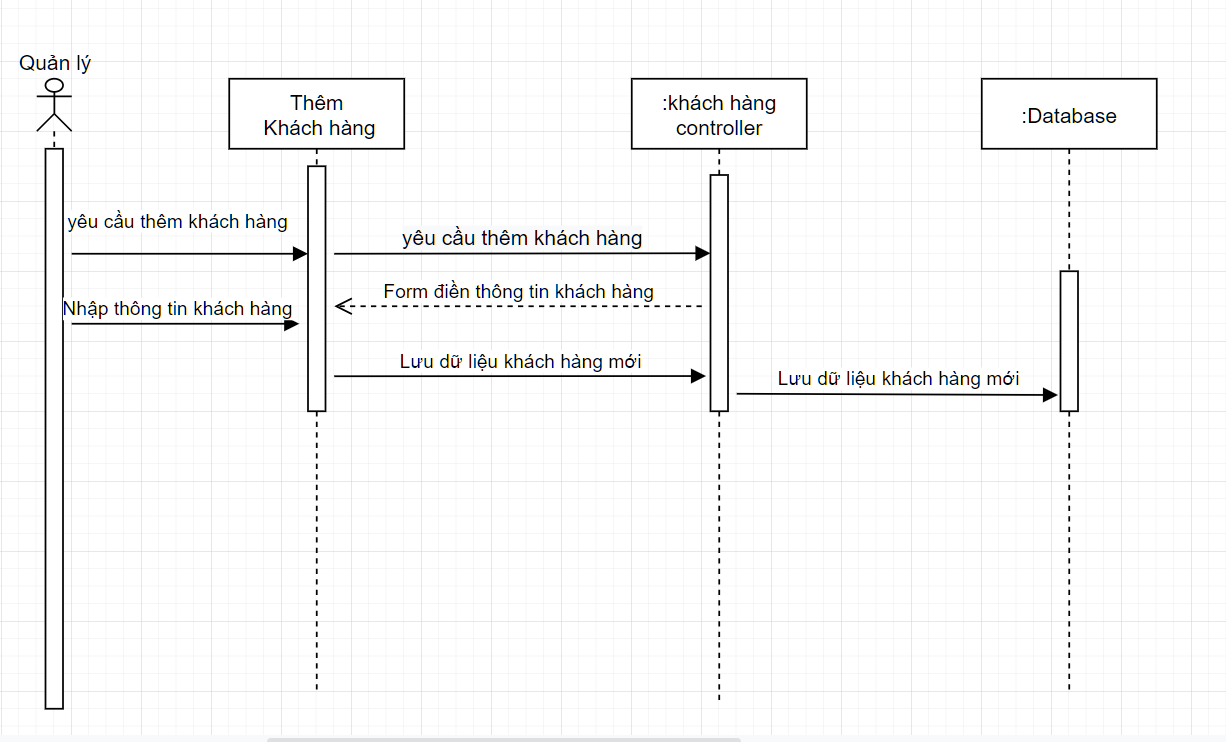 Quản lý
Thêm
Khách hàng
:khách hàng
controller
:Database
yêu cầu thêm khách hàng
yêu cầu thêm khách hàng
Form điền thông tin khách hàng
Nhập thông tin khách hàng
Lưu dữ liệu khách hàng mới
Lưu dữ liệu khách hàng mới